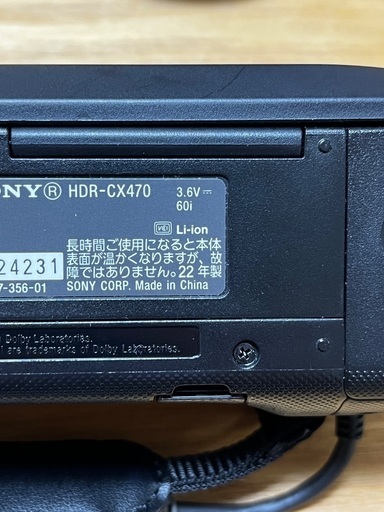 SONY® HDR-CX470
3.6V⎓
60i
Li-ion
24231
長時間ご使用になると本体
表面が温かくなりますが、故
障ではありません。22年製
7-356-01
SONY CORP. Made in China
Dolby Laboratories.
are trademarks of Dolby Laboratories.